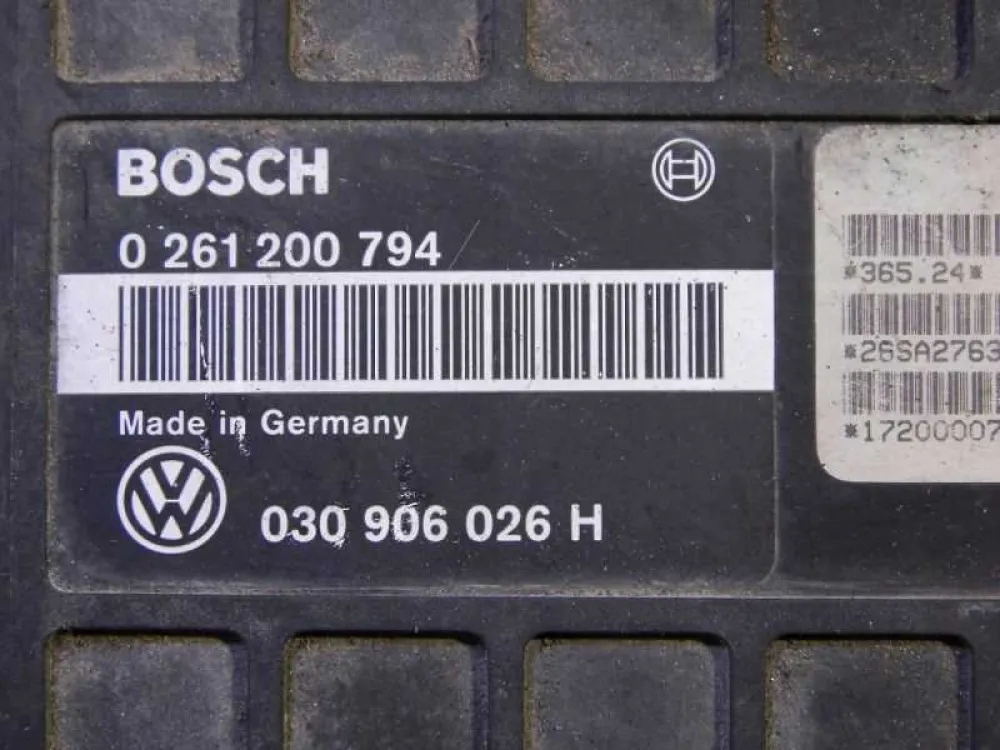 BOSCH
0 261 200 794
Made in Germany
030 906 026 H
*365.24*
*26SA2763
*17200007